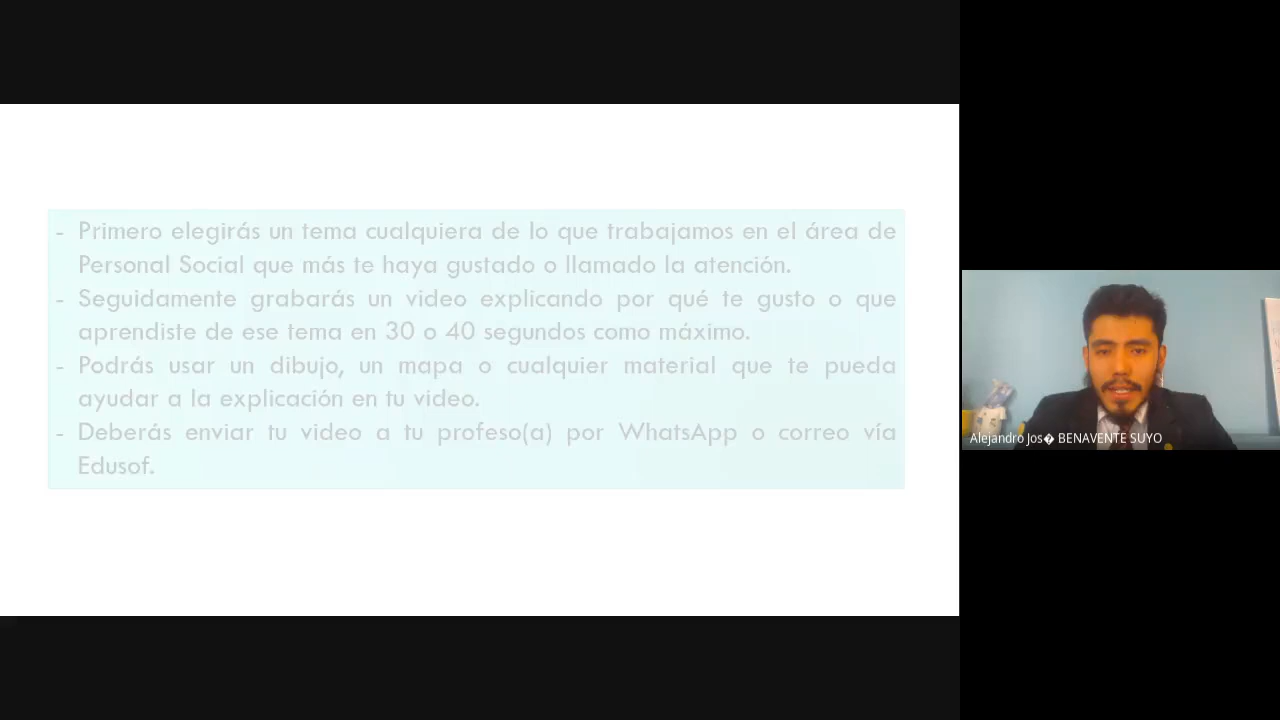 - Primero elegirás un tema cualquiera de lo que trabajamos en el área de
Personal Social que más te haya gustado o llamado la atención.
- Seguidamente grabarás un video explicando por qué te gusto o que
aprendiste de ese tema en 30 o 40 segundos como máximo.
- Podrás usar un dibujo, un mapa o cualquier material que te pueda
ayudar a la explicación en tu video.
- Deberás enviar tu video a tu profeso(a) por WhatsApp o correo vía
Edusof.
Alejandro Jos� BENAVENTE SUYO